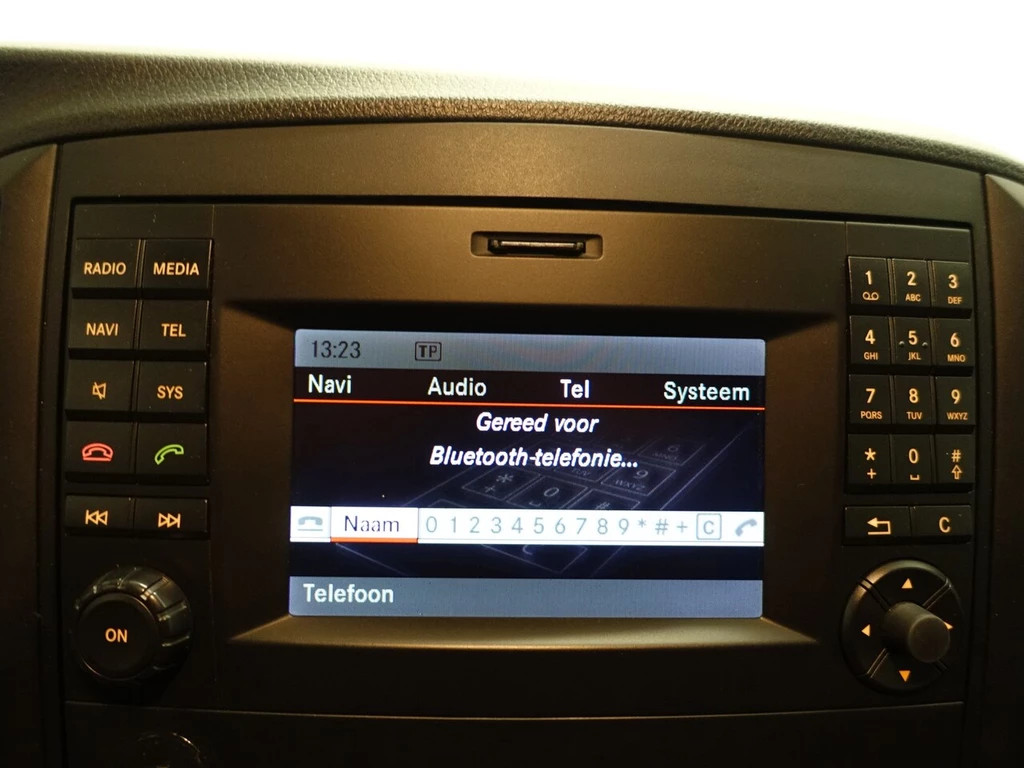 RADIO MEDIA
NAVI TEL
SYS
ON
13:23 TP
Navi Audio Tel Systeem
Gereed voor
Bluetooth-telefonie...
Naam 0 1 2 3 4 5 6 7 8 9 * # + C
Telefoon
1 2 3
ABC DEF
4 5 6
GHI JKL MNO
7 8 9
PQRS TUV WXYZ
* 0 #
+
C